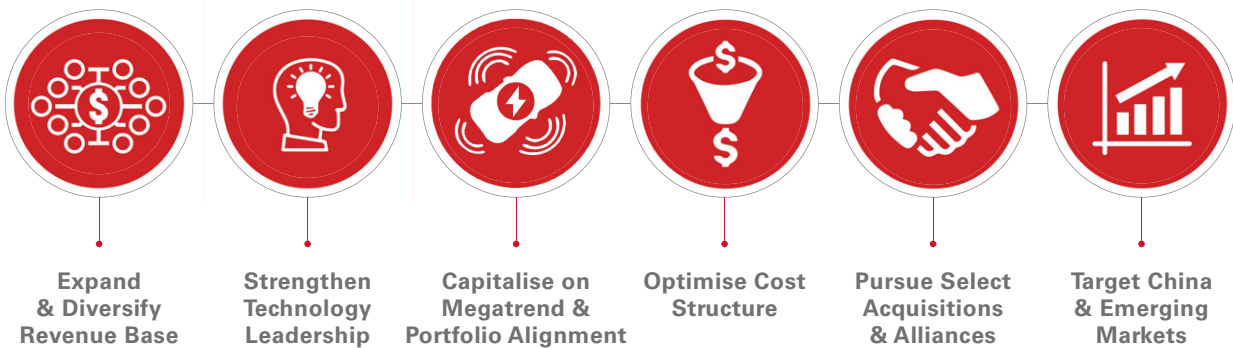 $
$
$
Expand
& Diversify
Revenue Base
Strengthen
Technology
Leadership
Capitalise on
Megatrend &
Portfolio Alignment
Optimise Cost
Structure
Pursue Select
Acquisitions
& Alliances
Target China
& Emerging
Markets